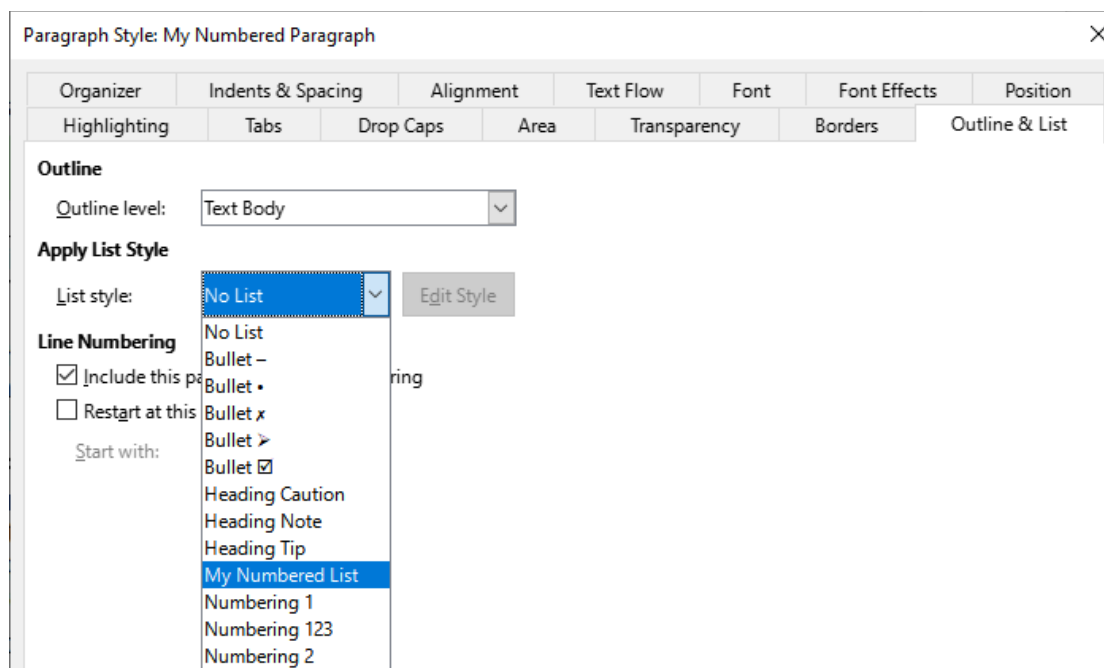 Paragraph Style: My Numbered Paragraph
Organizer Indents & Spacing Alignment Text Flow Font Font Effects Position
Highlighting Tabs Drop Caps Area Transparency Borders Outline & List
Outline
Outline level: Text Body
Apply List Style
List style: No List Edit Style
No List
Line Numbering
Bullet –
Include this pa ring
Bullet •
Restart at this Bullet ✗
Bullet ➢
Start with:
Bullet ☑
Heading Caution
Heading Note
Heading Tip
My Numbered List
Numbering 1
Numbering 123
Numbering 2